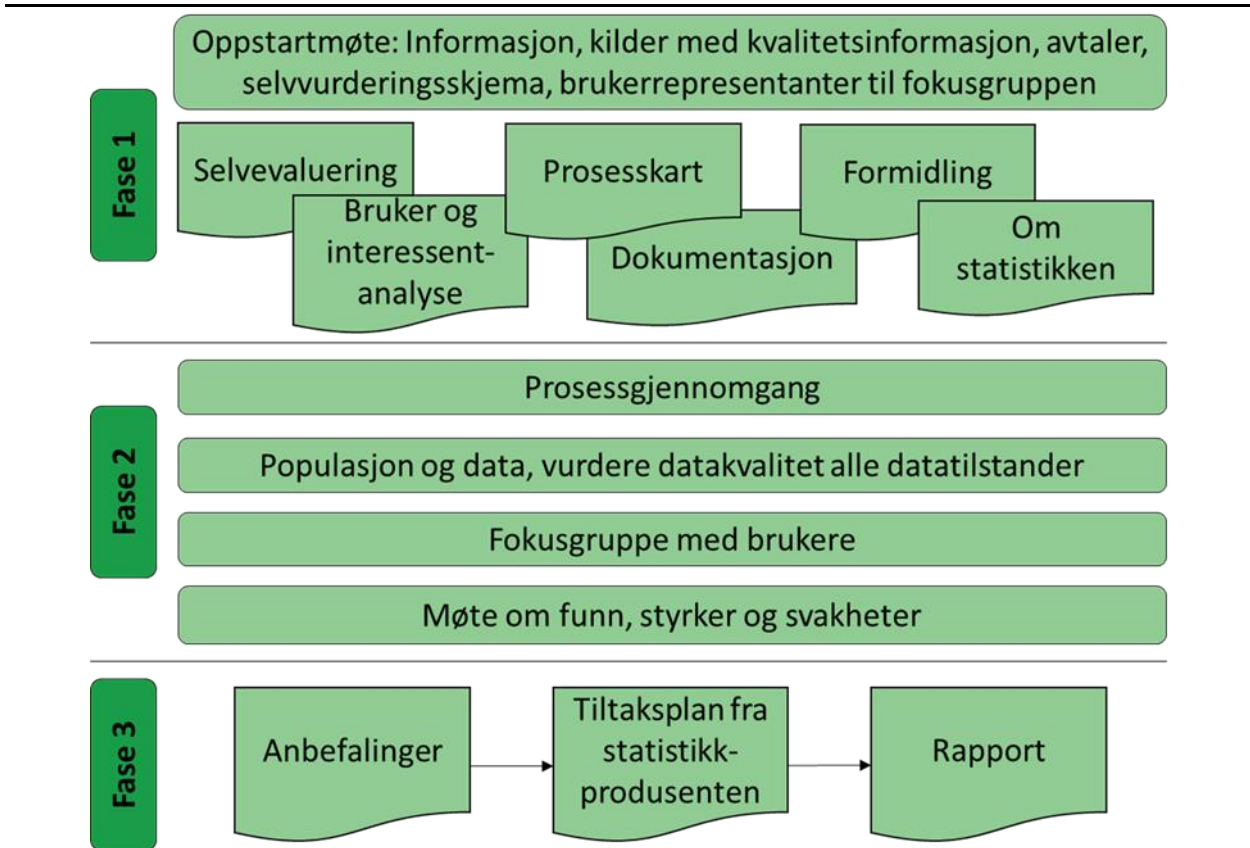 Fase 1
Oppstartmøte: Informasjon, kilder med kvalitetsinformasjon, avtaler,
selvvurderingsskjema, brukerrepresentanter til fokusgruppen
Selvevaluering
Bruker og
interessent-
analyse
Prosesskart
Dokumentasjon
Formidling
Om
statistikken
Fase 2
Prosessgjennomgang
Populasjon og data, vurdere datakvalitet alle datatilstander
Fokusgruppe med brukere
Møte om funn, styrker og svakheter
Fase 3
Anbefalinger
Tiltaksplan fra
statistikk-
produsenten
Rapport